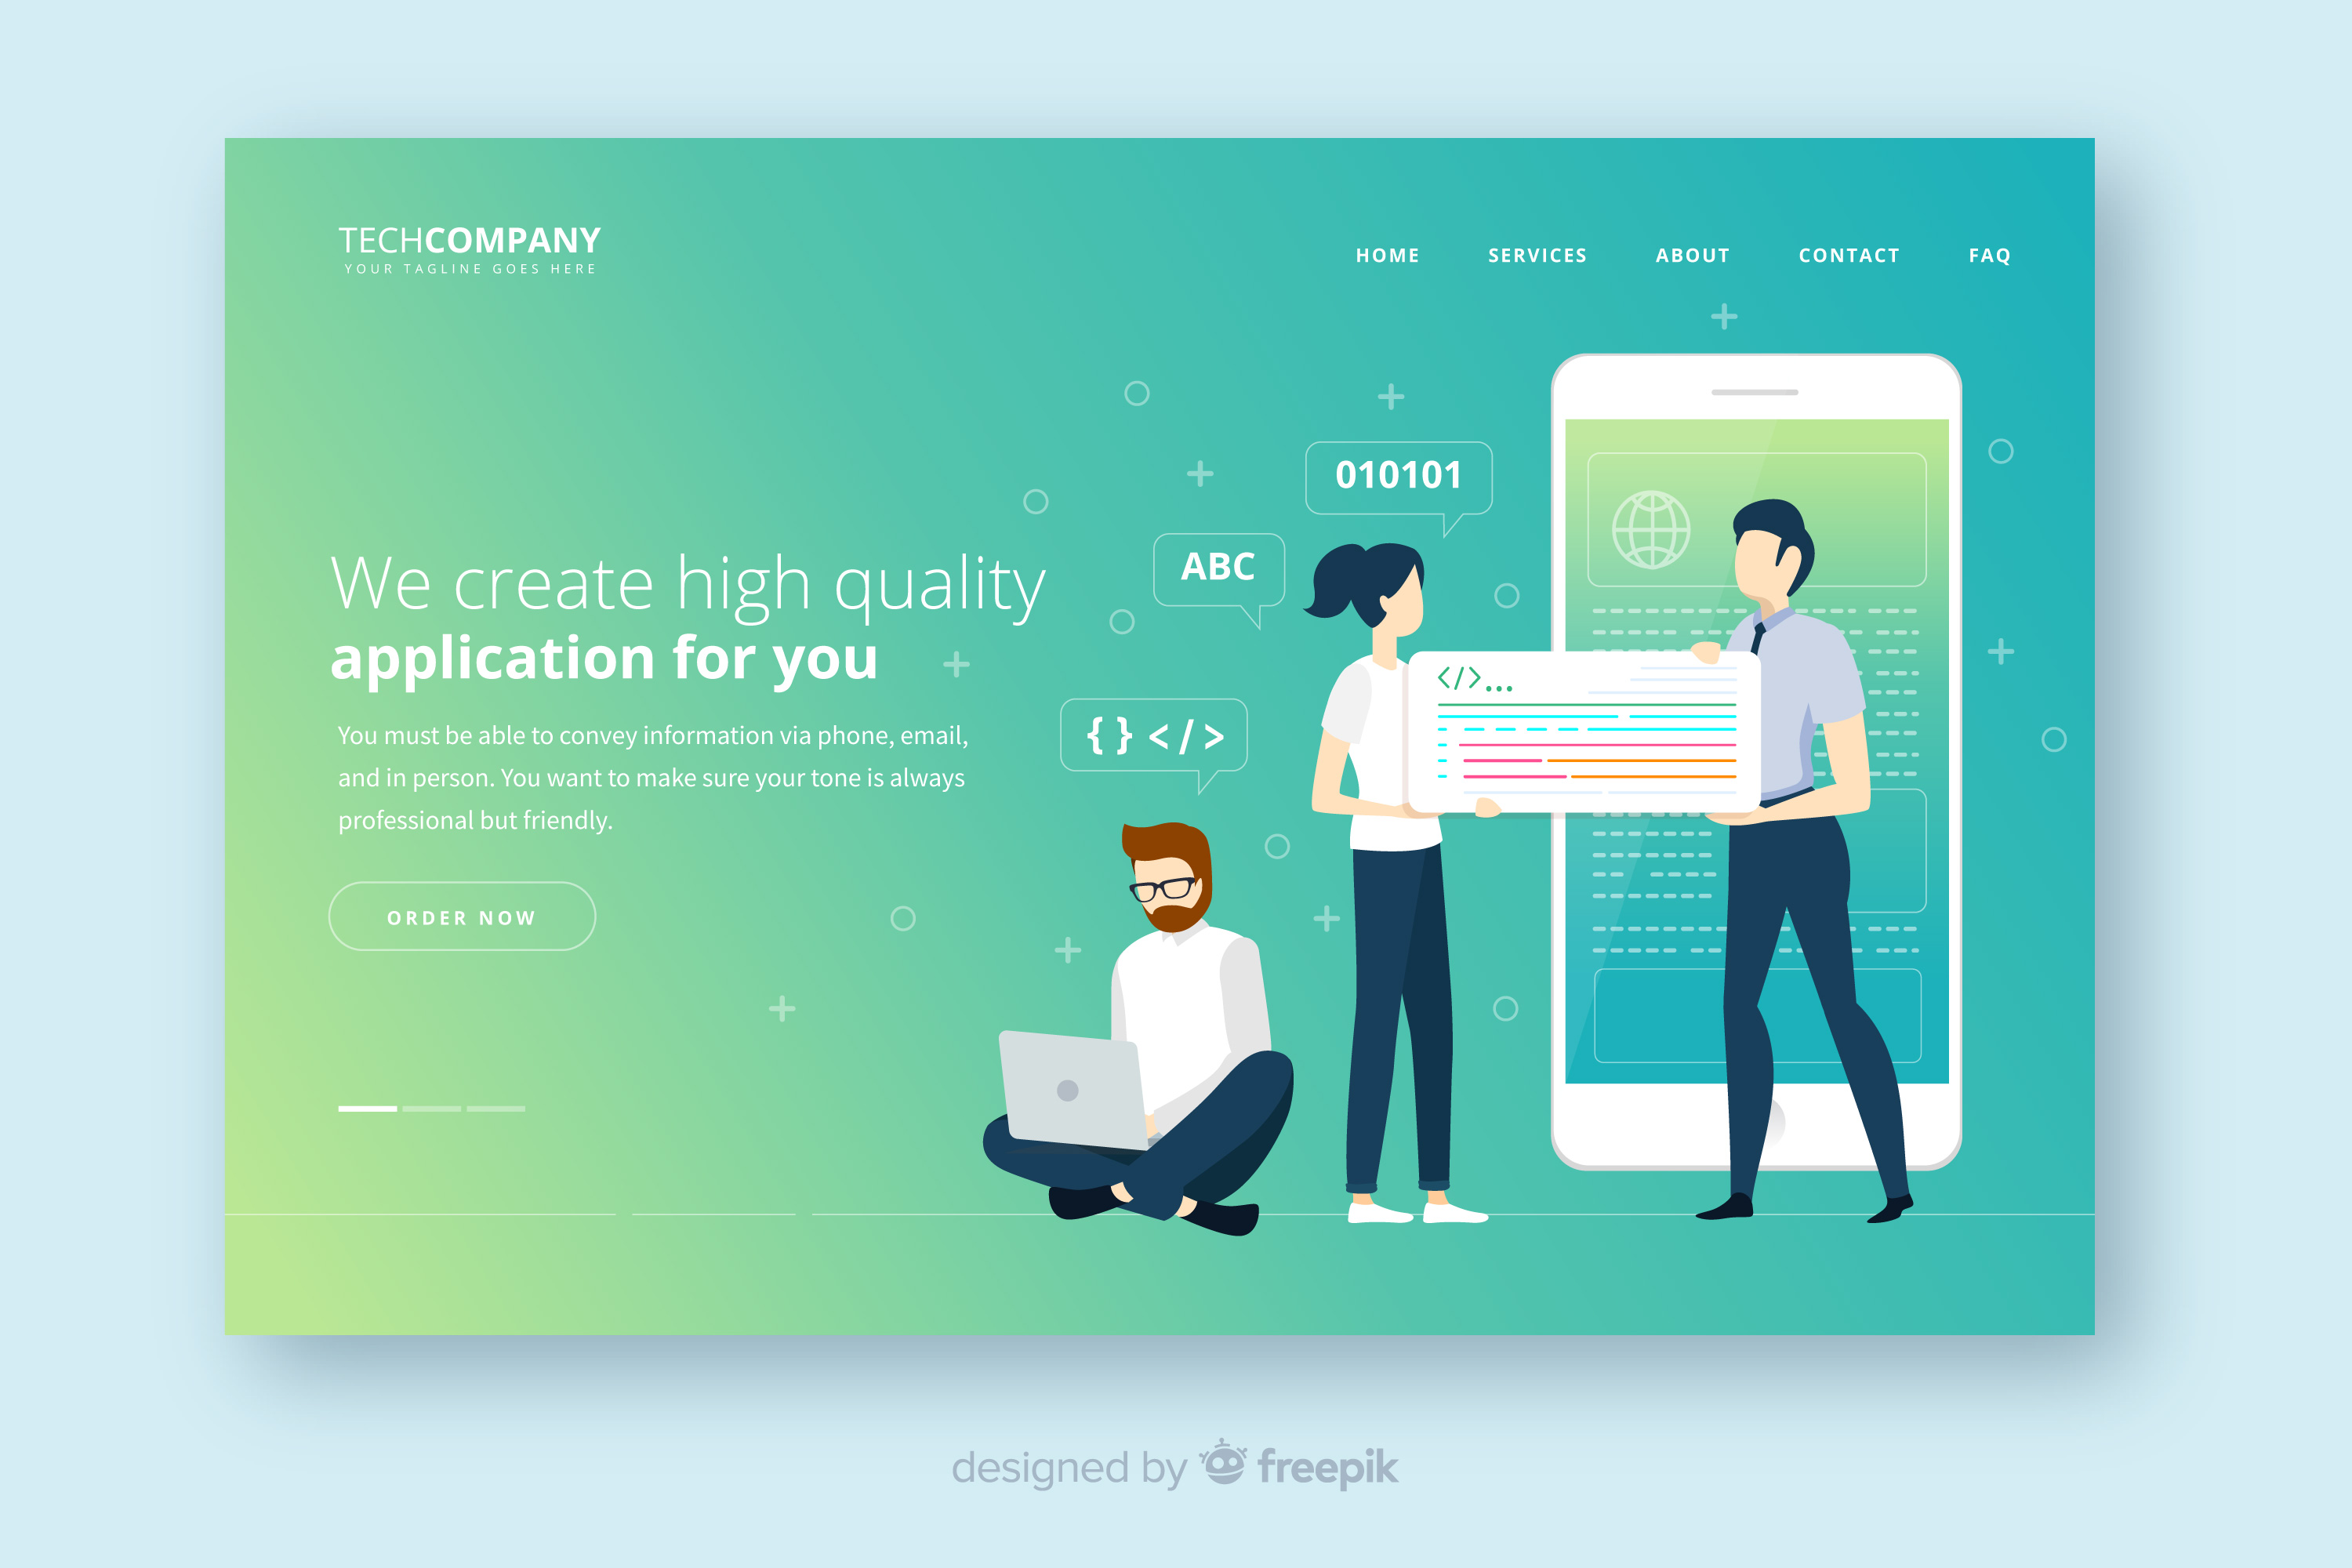 TECHCOMPANY
YOUR TAGLINE GOES HERE
HOME SERVICES ABOUT CONTACT FAQ
010101
ABC
We create high quality
application for you
</>...
You must be able to convey information via phone, email,
and in person. You want to make sure your tone is always
professional but friendly.
{ } </>
ORDER NOW
designed by freepik